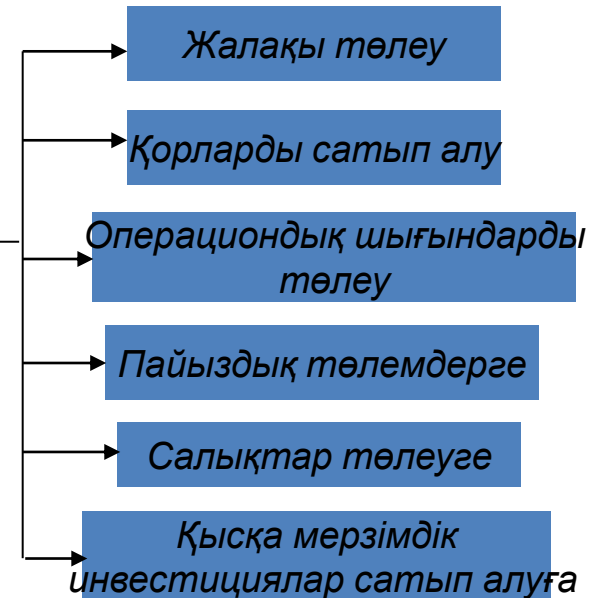 Жалақы төлеу
Қорларды сатып алу
Операциондық шығындарды
төлеу
Пайыздық төлемдерге
Салықтар төлеуге
Қысқа мерзімдік
инвестициялар сатып алуға